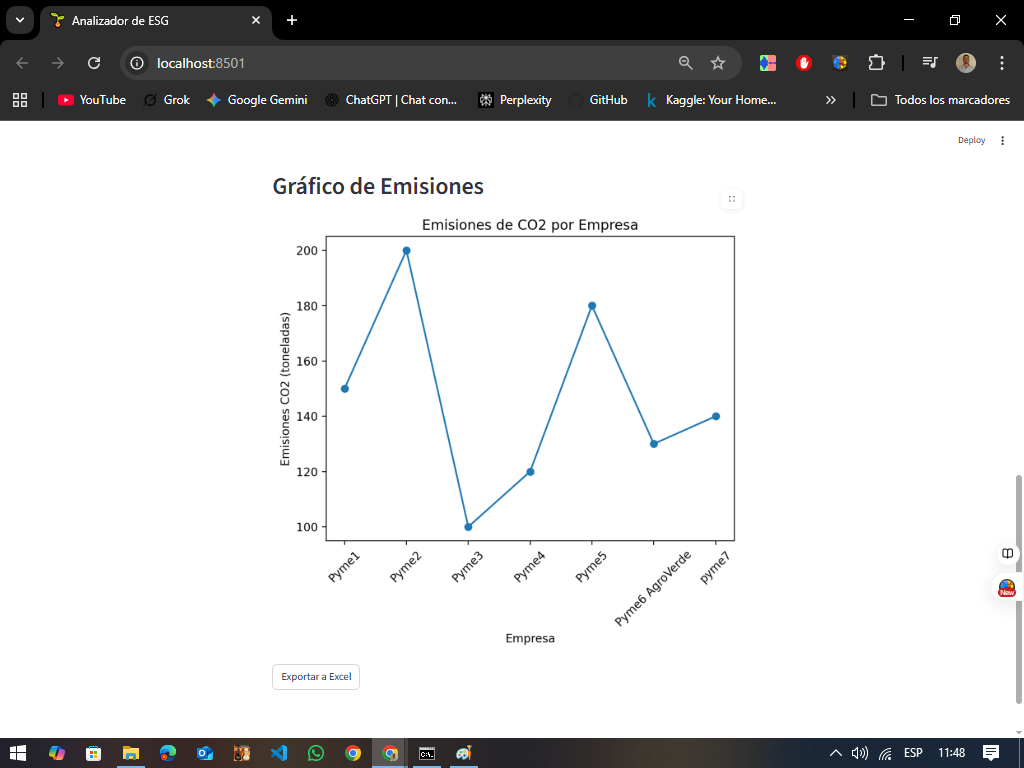 Analizador de ESG
localhost:8501
YouTube
Grok
Google Gemini
ChatGPT | Chat con...
Perplexity
GitHub
Kaggle: Your Home...
Todos los marcadores
Deploy
Gráfico de Emisiones
Emisiones de CO2 por Empresa
Emisiones CO2 (toneladas)
200
180
160
140
120
100
Pyme1
Pyme2
Pyme3
Pyme4
Pyme5
Pyme6 AgroVerde
pyme7
Empresa
Exportar a Excel
New
ESP
11:48